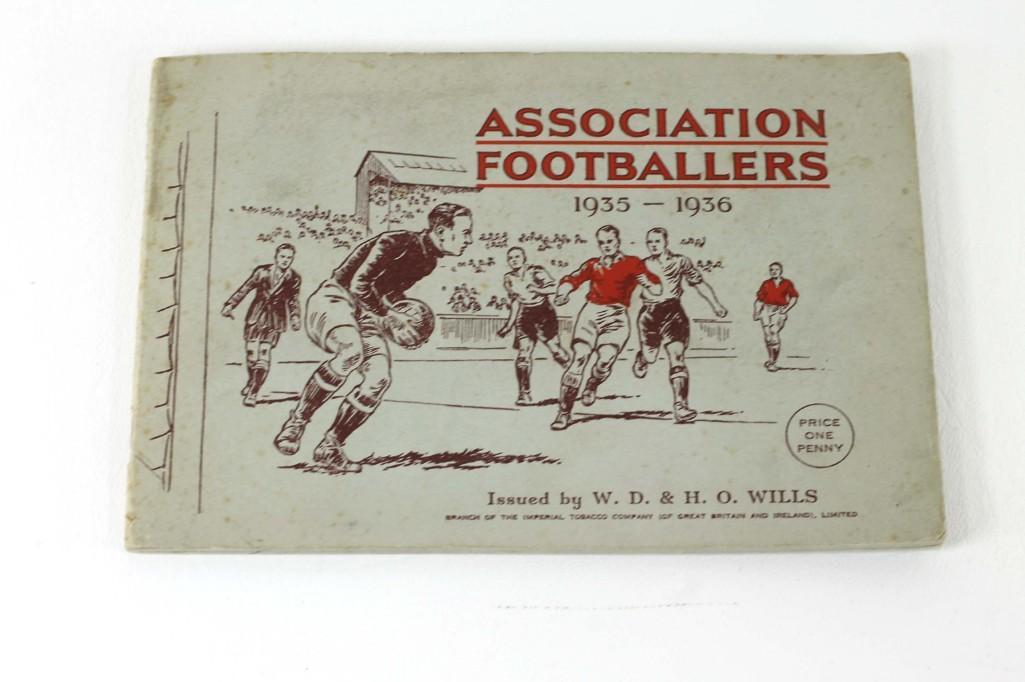 ASSOCIATION
FOOTBALLERS
1935 — 1936
PRICE
ONE
PENNY
Issued by W. D. & H. O. WILLS
BRANCH OF THE IMPERIAL TOBACCO COMPANY (OF GREAT BRITAIN AND IRELAND), LIMITED